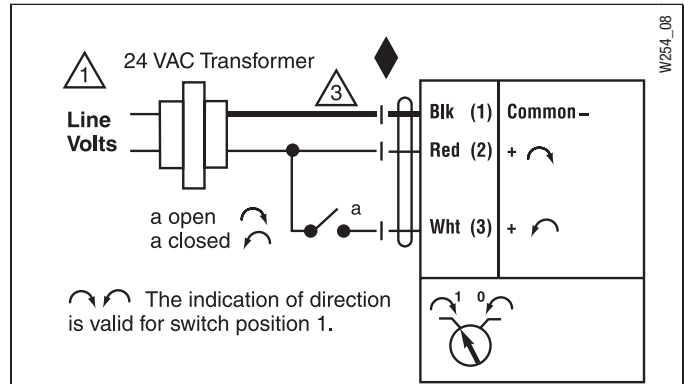 W254_08
1
24 VAC Transformer
3
Line
Volts
Blk (1) Common –
Red (2) +
a open
a closed
a
Wht (3) +
The indication of direction
is valid for switch position 1.
1 0